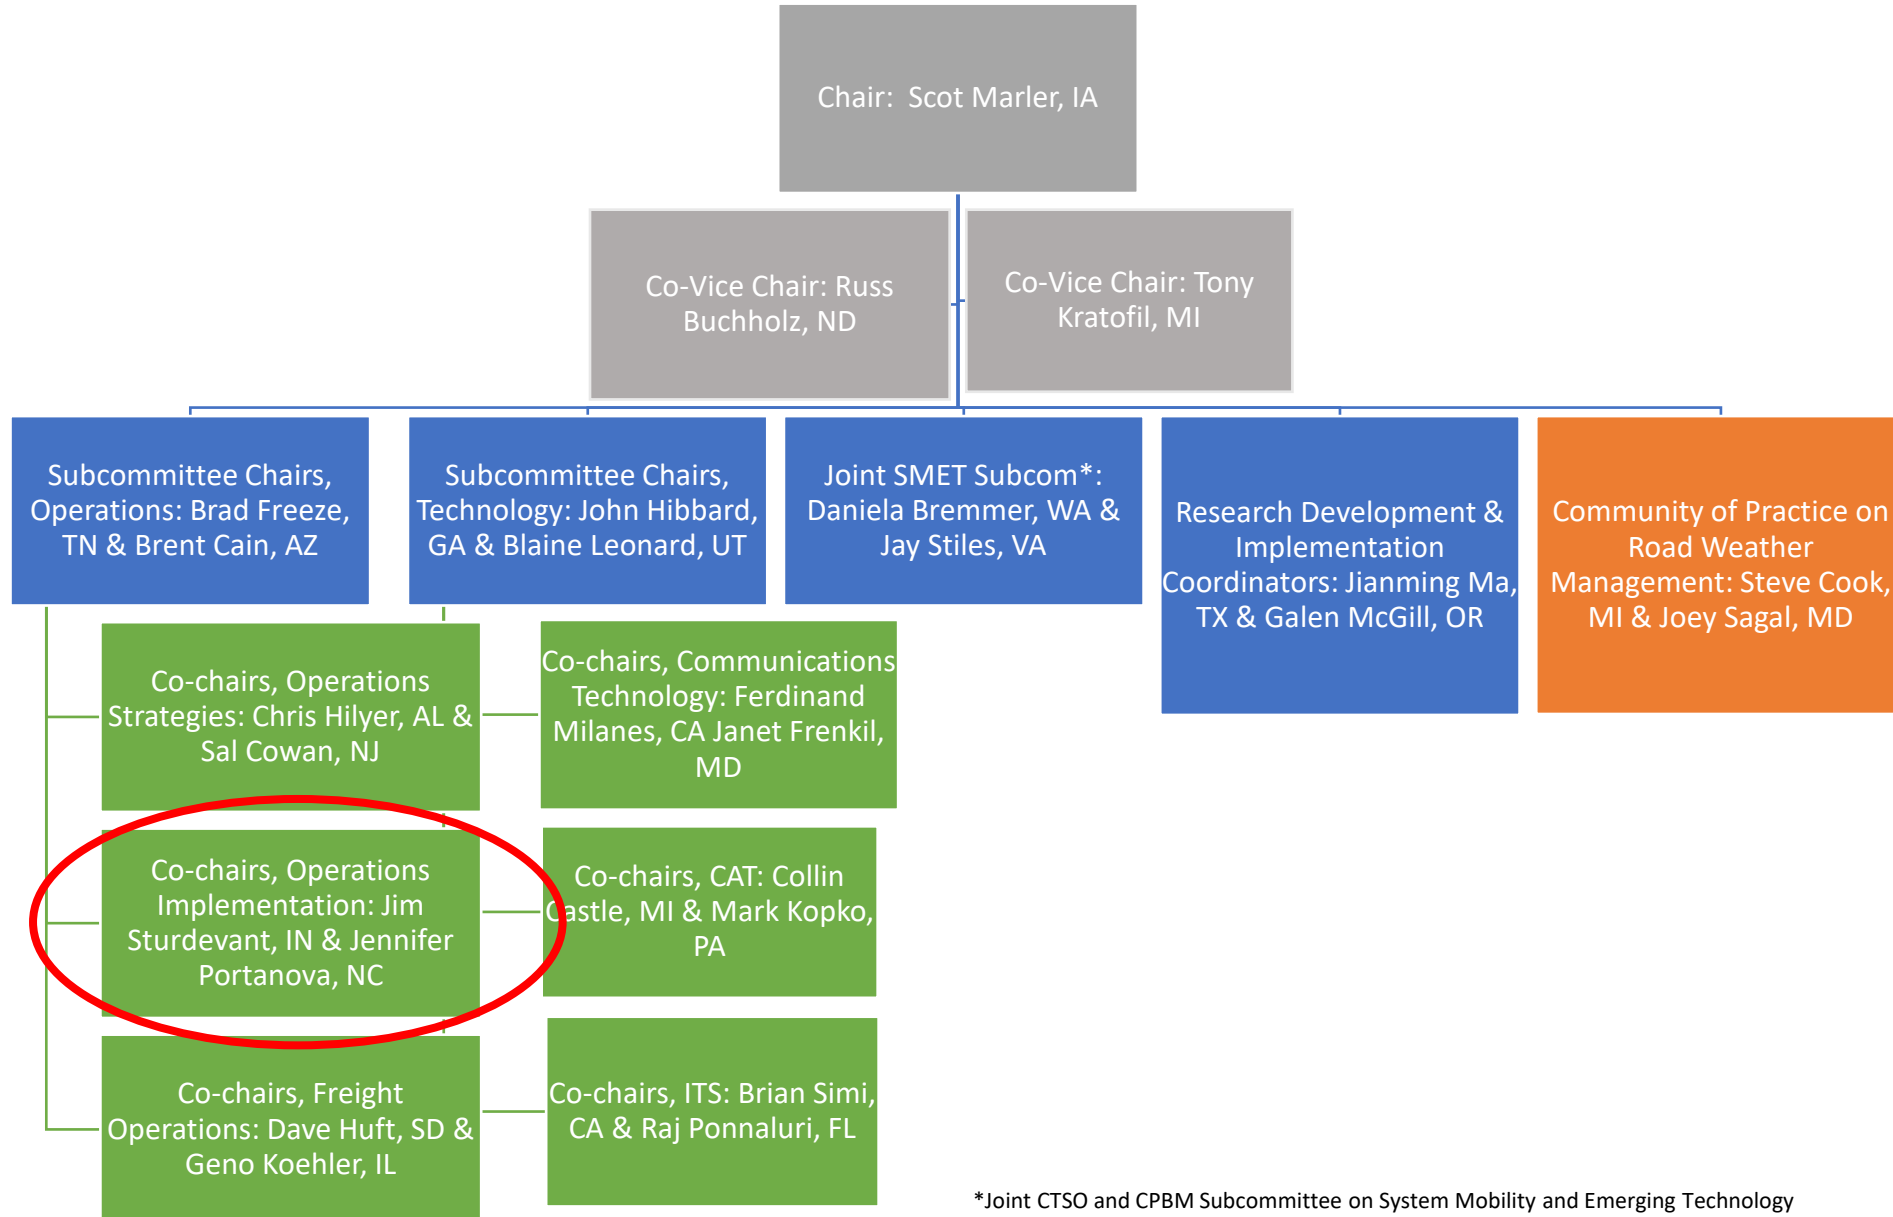 Chair:  Scot Marler, IA
Co-Vice Chair: Russ
Buchholz, ND
Co-Vice Chair: Tony
Kratofil, MI
Subcommittee Chairs,
Operations: Brad Freeze,
TN & Brent Cain, AZ
Subcommittee Chairs,
Technology: John Hibbard,
GA & Blaine Leonard, UT
Joint SMET Subcom*:
Daniela Bremmer, WA &
Jay Stiles, VA
Research Development &
Implementation
Coordinators: Jianming Ma,
TX & Galen McGill, OR
Community of Practice on
Road Weather
Management: Steve Cook,
MI & Joey Sagal, MD
Co-chairs, Operations
Strategies: Chris Hilyer, AL &
Sal Cowan, NJ
Co-chairs, Communications
Technology: Ferdinand
Milanes, CA Janet Frenkil,
MD
Co-chairs, Operations
Implementation: Jim
Sturdevant, IN & Jennifer
Portanova, NC
Co-chairs, CAT: Collin
Castle, MI & Mark Kopko,
PA
Co-chairs, Freight
Operations: Dave Huft, SD &
Geno Koehler, IL
Co-chairs, ITS: Brian Simi,
CA & Raj Ponnaluri, FL
*Joint CTSO and CPBM Subcommittee on System Mobility and Emerging Technology